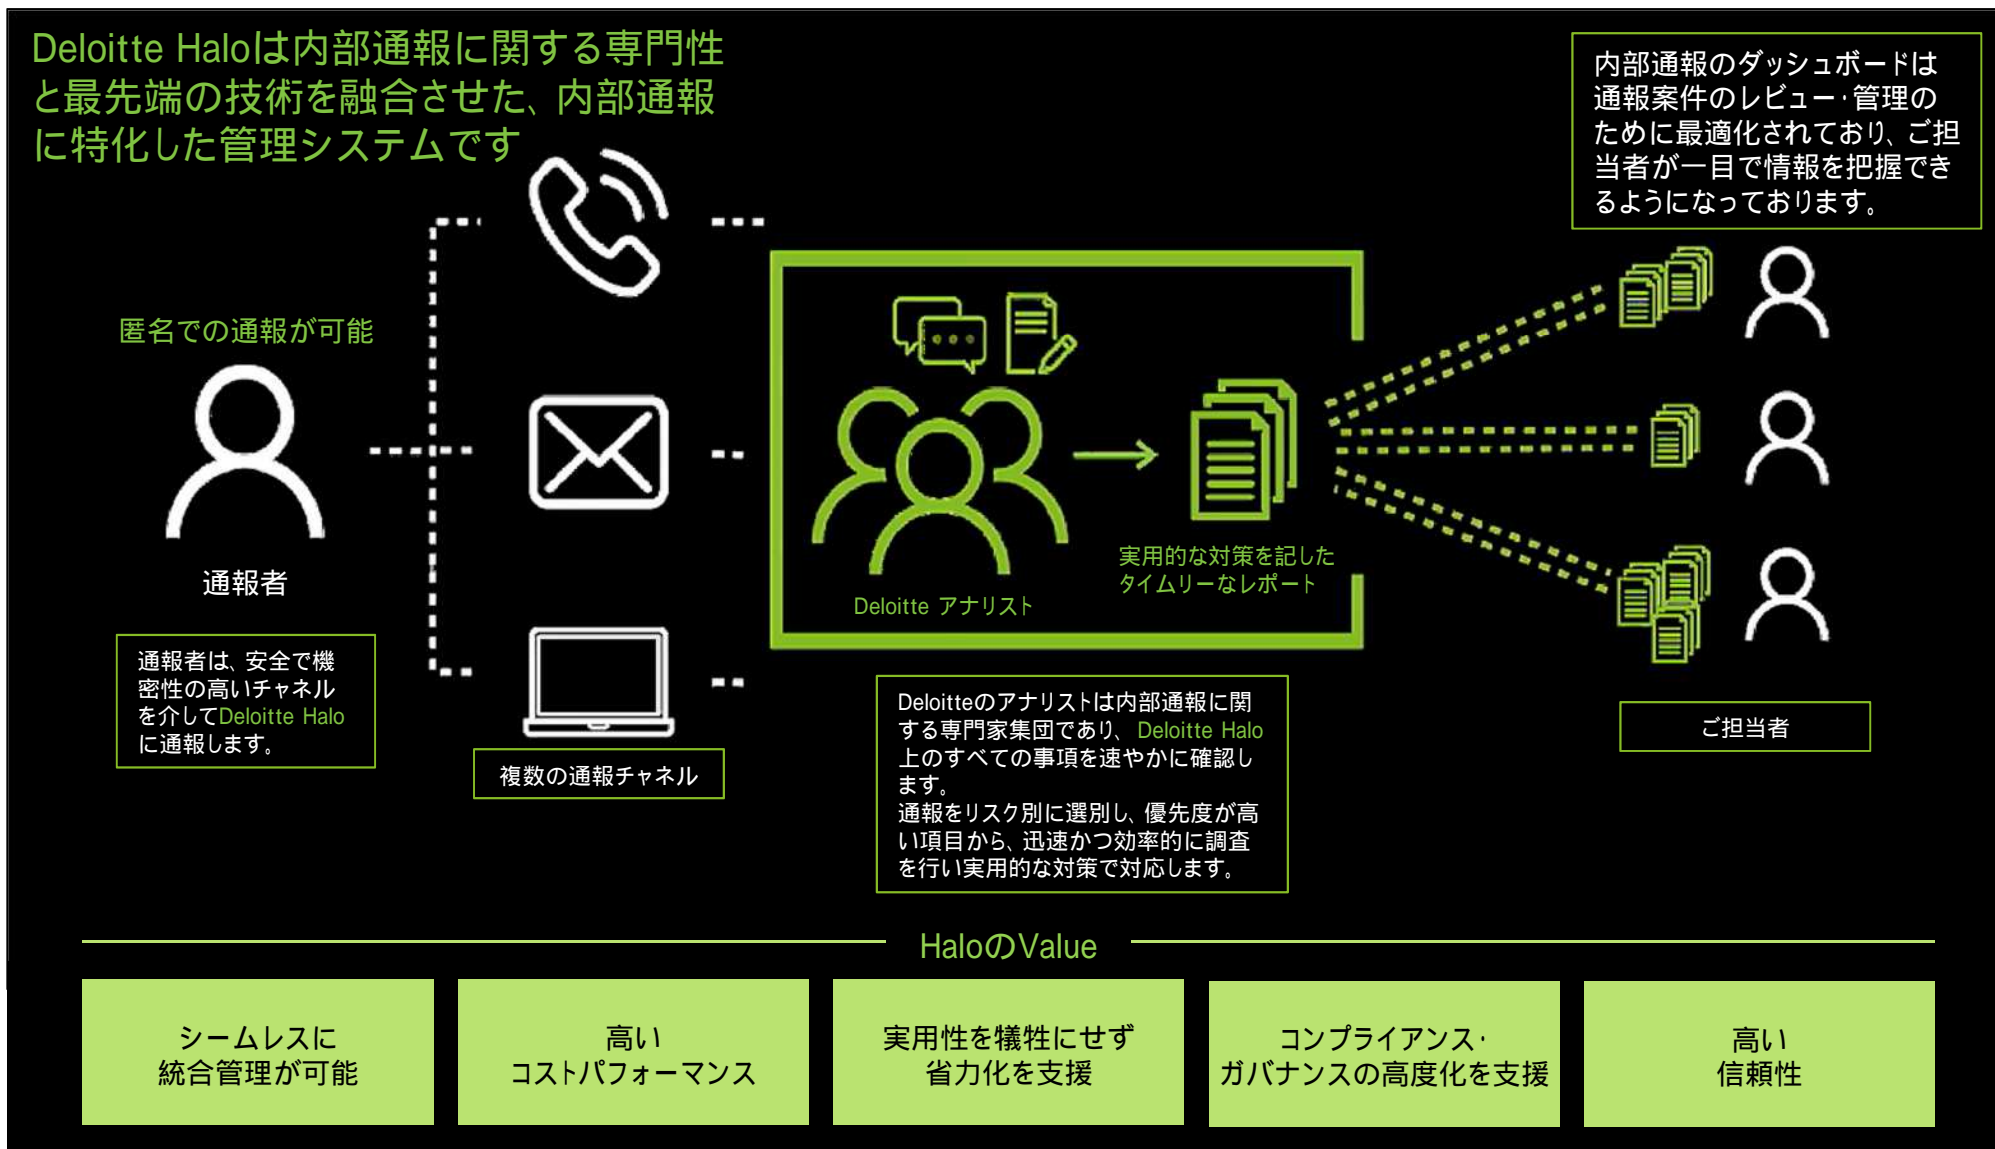 Deloitte Haloは内部通報に関する専門性
と最先端の技術を融合させた、内部通報
に特化した管理システムです
内部通報のダッシュボードは
通報案件のレビュー・管理の
ために最適化されており、ご担
当者が一目で情報を把握でき
るようになっております。
匿名での通報が可能
通報者
通報者は、安全で機
密性の高いチャネル
を介してDeloitte Halo
に通報します。
複数の通報チャネル
Deloitte アナリスト
実用的な対策を記した
タイムリーなレポート
Deloitteのアナリストは内部通報に関
する専門家集団であり、Deloitte Halo
上のすべての事項を速やかに確認し
ます。
通報をリスク別に選別し、優先度が高
い項目から、迅速かつ効率的に調査
を行い実用的な対策で対応します。
ご担当者
HaloのValue
シームレスに
統合管理が可能
高い
コストパフォーマンス
実用性を犠牲にせず
省力化を支援
コンプライアンス・
ガバナンスの高度化を支援
高い
信頼性